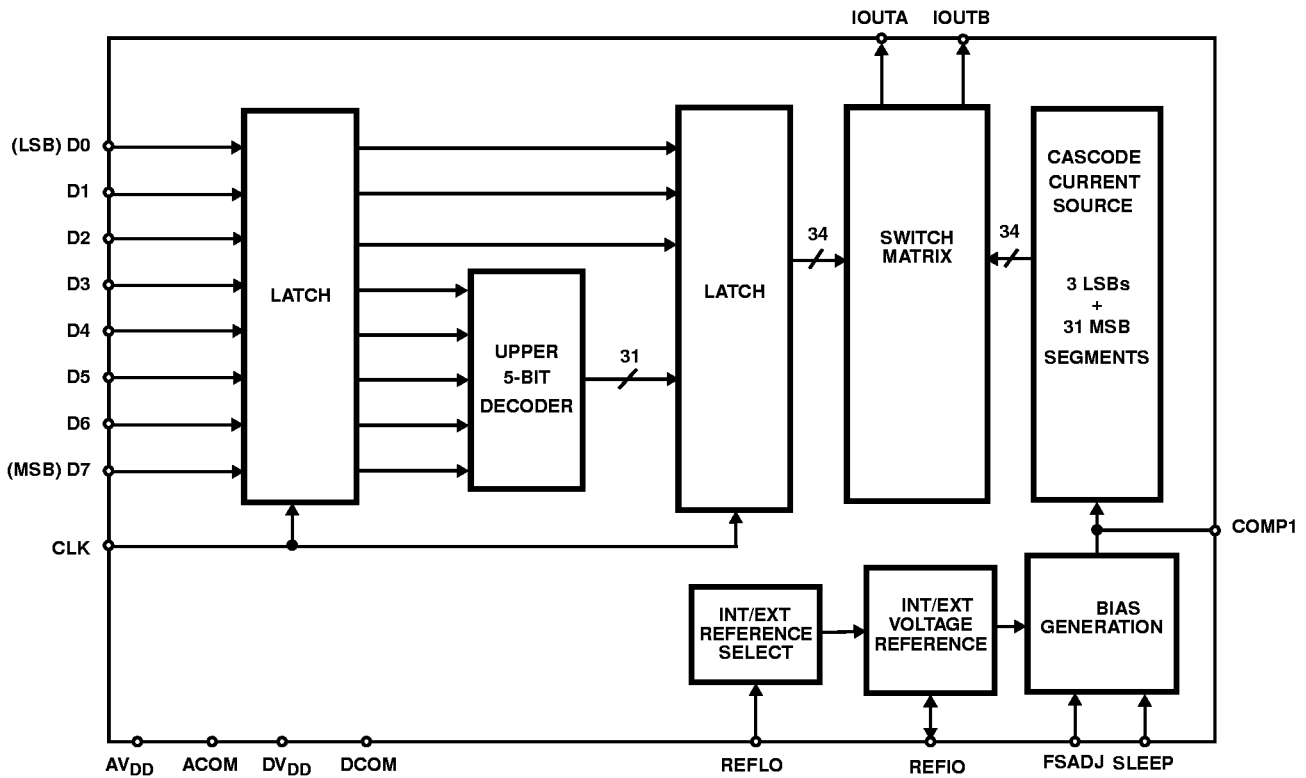 IOUTA IOUTB
(LSB) D0
D1
D2
D3
D4
D5
D6
(MSB) D7
CLK
LATCH
UPPER
5-BIT
DECODER
31
LATCH
34
SWITCH
MATRIX
34
CASCODE
CURRENT
SOURCE
3 LSBs
+
31 MSB
SEGMENTS
COMP1
INT/EXT
REFERENCE
SELECT
INT/EXT
VOLTAGE
REFERENCE
BIAS
GENERATION
AVDD ACOM DVDD DCOM REFLO REFIO FSADJ SLEEP